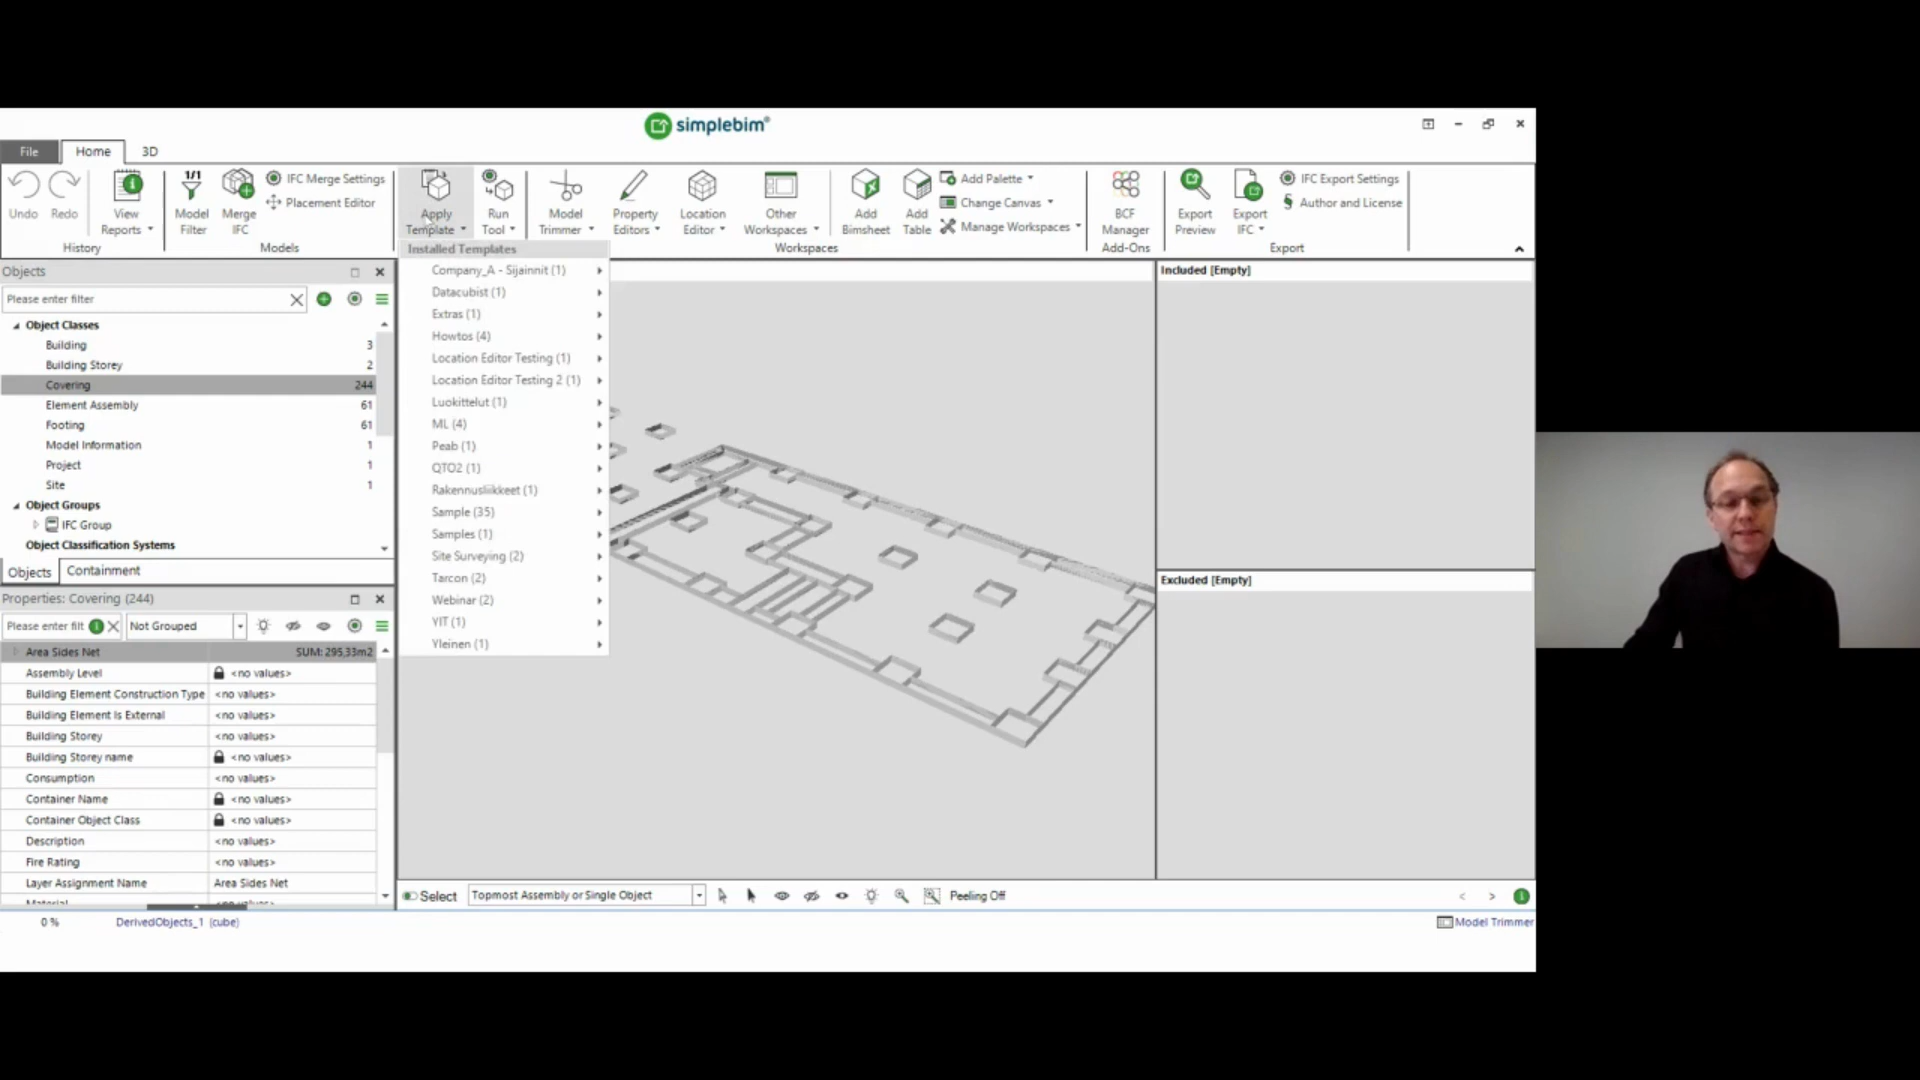 simplebim®
File
Home
3D
Undo
Redo
View
Reports
History
1/1
Model
Filter
Merge
IFC
IFC Merge Settings
Placement Editor
Models
Apply
Template
Run
Tool
Model
Trimmer
Property
Editors
Location
Editor
Other
Workspaces
Add
Bimsheet
Add
Table
Add Palette
Change Canvas
Manage Workspaces
Workspaces
BCF
Manager
Add-Ons
Export
Preview
Export
IFC
IFC Export Settings
Author and License
Export
Objects
Please enter filter
Object Classes
Building 3
Building Storey 2
Covering 244
Element Assembly 61
Footing 61
Model Information 1
Project 1
Site 1
Object Groups
IFC Group
Object Classification Systems
Objects
Containment
Properties: Covering (244)
Please enter filt
Not Grouped
Area Sides Net SUM: 295,33m2
Assembly Level <no values>
Building Element Construction Type <no values>
Building Element Is External <no values>
Building Storey <no values>
Building Storey name <no values>
Consumption <no values>
Container Name <no values>
Container Object Class <no values>
Description <no values>
Fire Rating <no values>
Layer Assignment Name Area Sides Net
Installed Templates
Company_A - Sijainnit (1)
Datacubist (1)
Extras (1)
Howtos (4)
Location Editor Testing (1)
Location Editor Testing 2 (1)
Luokittelut (1)
ML (4)
Peab (1)
QTO2 (1)
Rakennusliikkeet (1)
Sample (35)
Samples (1)
Site Surveying (2)
Tarcon (2)
Webinar (2)
YIT (1)
Yleinen (1)
Included [Empty]
Excluded [Empty]
Select
Topmost Assembly or Single Object
Peeling Off
0 %
DerivedObjects_1 (cube)
Model Trimmer